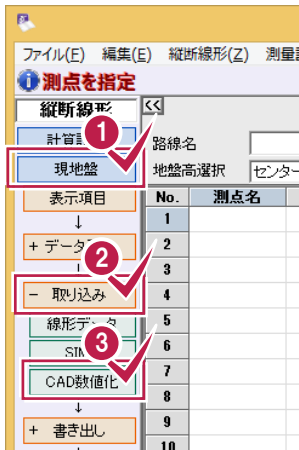 ファイル(F) 編集(E) 縦断線形(Z) 測量
測点を指定
縦断線形
<<
1
計算
路線名
現地盤
地盤高選択 センター
表示項目
No. 測点名
↓
1
+ データ
2
2
3
− 取り込み
4
線形データ
5
3
SIM
6
CAD数値化
7
↓
8
+ 書き出し
9
10